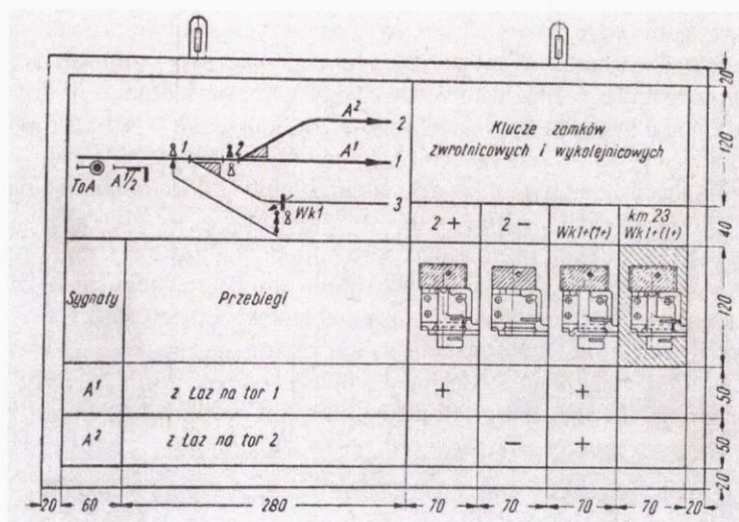 A²
2
1
2
A¹
1
ToA
A 1/2
3
Wk1
Klucze zamków
zwrotnicowych i wykolejnicowych
2+
2-
Wk1+(1+)
km 23
Wk1+(1+)
Sygnały
Przebiegi
A¹
z Łaz na tor 1
+
+
A²
z Łaz na tor 2
-
+
20
120
40
120
50
50
20
20
60
280
70
70
70
70
20